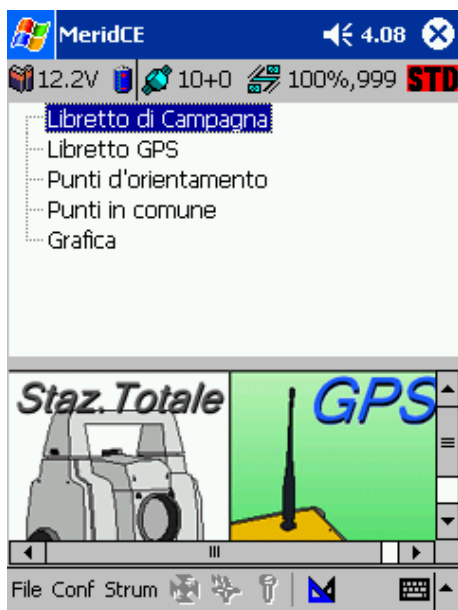 MeridCE 4.08
12.2V 10+0 100%,999 STD
Libretto di Campagna
Libretto GPS
Punti d'orientamento
Punti in comune
Grafica
Staz.Totale GPS
File Conf Strum